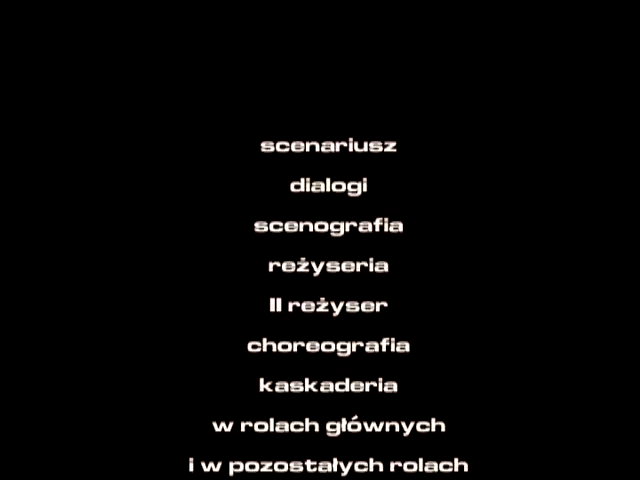 scenariusz
dialogi
scenografia
reżyseria
II reżyser
choreografia
kaskaderia
w rolach głównych
i w pozostałych rolach